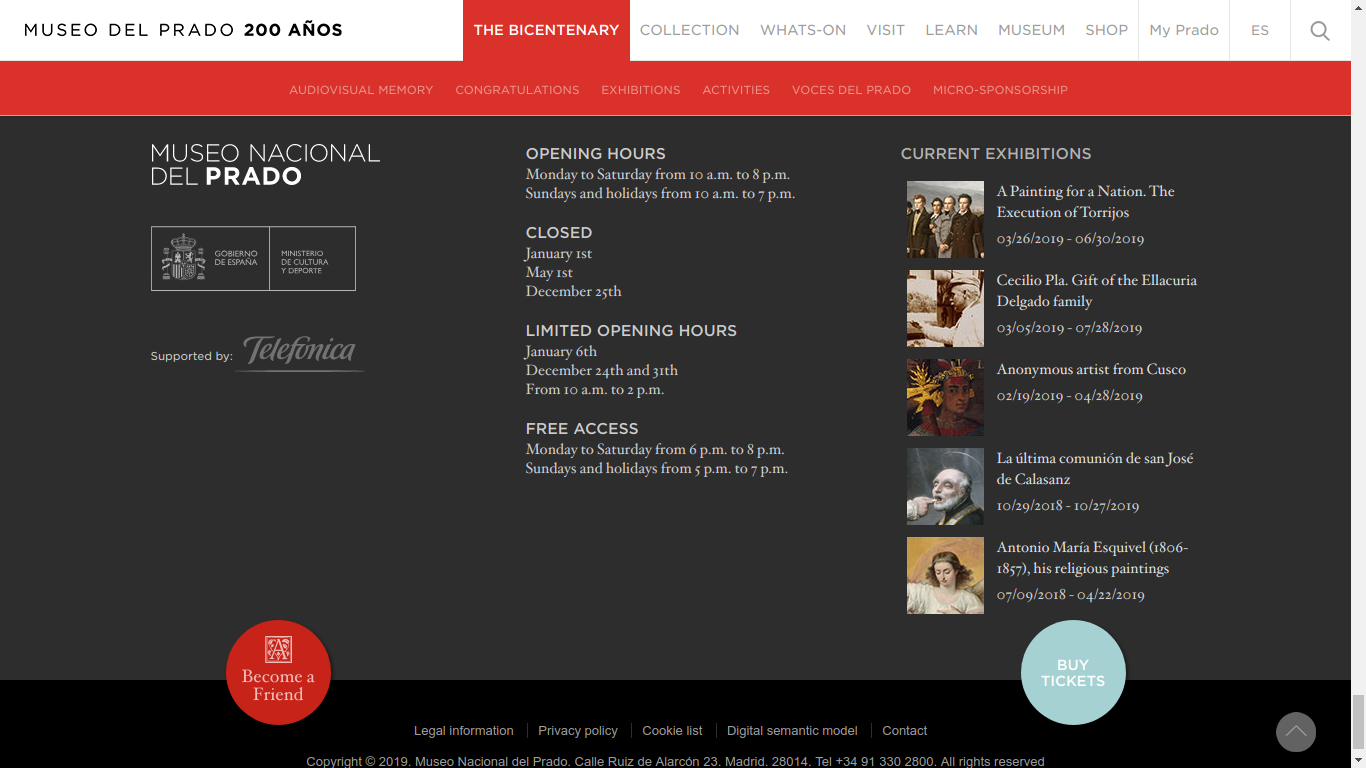 MUSEO DEL PRADO 200 AÑOS
THE BICENTENARY
COLLECTION
WHATS-ON
VISIT
LEARN
MUSEUM
SHOP
My Prado
ES
AUDIOVISUAL MEMORY
CONGRATULATIONS
EXHIBITIONS
ACTIVITIES
VOCES DEL PRADO
MICRO-SPONSORSHIP
MUSEO NACIONAL
DEL PRADO
GOBIERNO
DE ESPAÑA
MINISTERIO
DE CULTURA
Y DEPORTE
Supported by:
Telefónica
OPENING HOURS
Monday to Saturday from 10 a.m. to 8 p.m.
Sundays and holidays from 10 a.m. to 7 p.m.
CLOSED
January 1st
May 1st
December 25th
LIMITED OPENING HOURS
January 6th
December 24th and 31th
From 10 a.m. to 2 p.m.
FREE ACCESS
Monday to Saturday from 6 p.m. to 8 p.m.
Sundays and holidays from 5 p.m. to 7 p.m.
CURRENT EXHIBITIONS
A Painting for a Nation. The
Execution of Torrijos
03/26/2019 - 06/30/2019
Cecilio Pla. Gift of the Ellacuria
Delgado family
03/05/2019 - 07/28/2019
Anonymous artist from Cusco
02/19/2019 - 04/28/2019
La última comunión de san José
de Calasanz
10/29/2018 - 10/27/2019
Antonio María Esquivel (1806-
1857), his religious paintings
07/09/2018 - 04/22/2019
A
Become a
Friend
BUY
TICKETS
Legal information
Privacy policy
Cookie list
Digital semantic model
Contact
Copyright © 2019. Museo Nacional del Prado. Calle Ruiz de Alarcón 23. Madrid. 28014. Tel +34 91 330 2800. All rights reserved